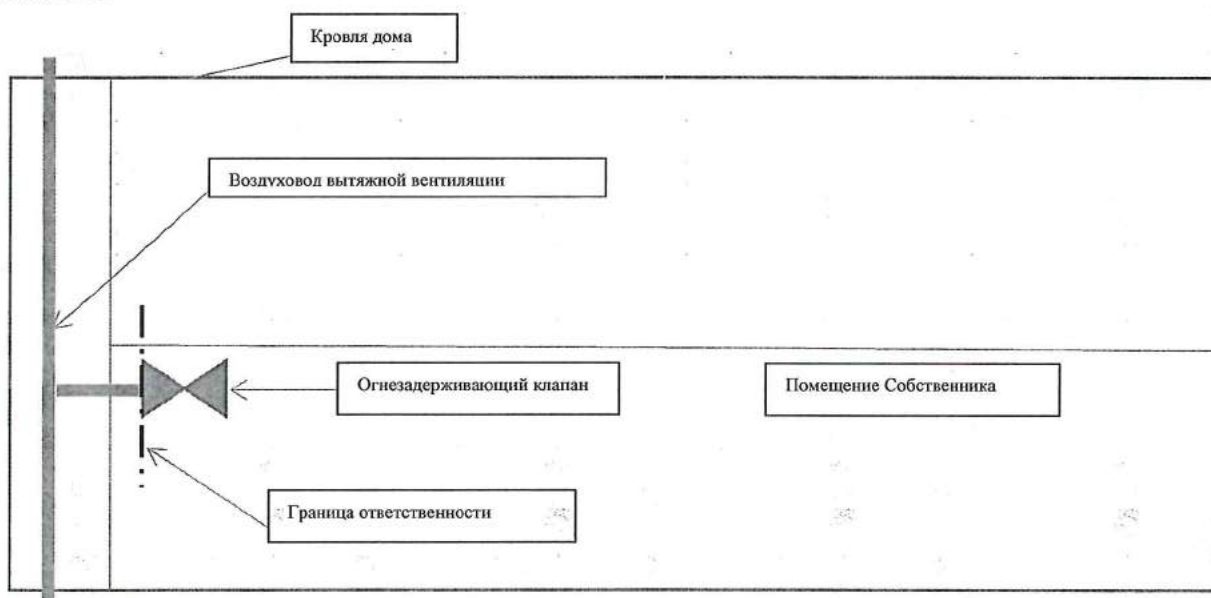 Кровля дома
Воздуховод вытяжной вентиляции
Огнезадерживающий клапан
Помещение Собственника
Граница ответственности